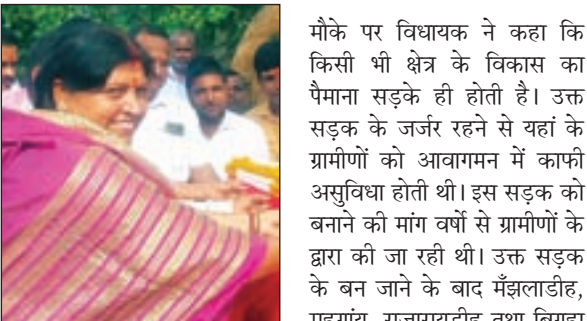 मौके पर विधायक ने कहा कि
किसी भी क्षेत्र के विकास का
पैमाना सड़के ही होती है। उक्त
सड़क के जर्जर रहने से यहां के
ग्रामीणों को आवागमन में काफी
असुविधा होती थी। इस सड़क को
बनाने की मांग वर्षो से ग्रामीणों के
द्वारा की जा रही थी। उक्त सड़क
के बन जाने के बाद मँझलाडीह,
तथा